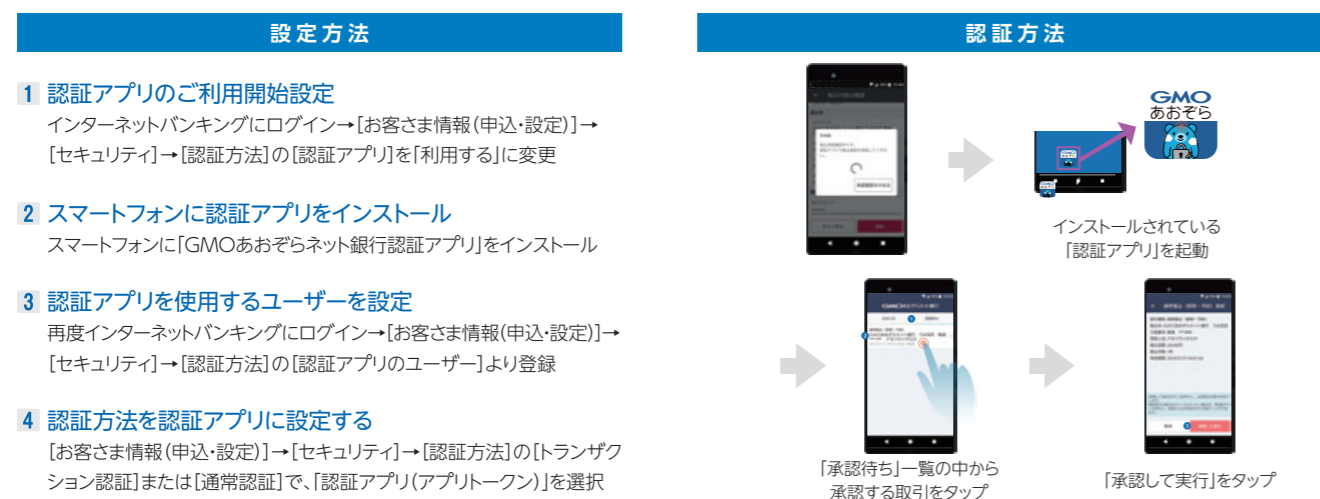 設定方法
1 認証アプリのご利用開始設定
インターネットバンキングにログイン→[お客さま情報(申込・設定)]→
[セキュリティ]→[認証方法]の[認証アプリ]を「利用する」に変更
2 スマートフォンに認証アプリをインストール
スマートフォンに「GMOあおぞらネット銀行認証アプリ」をインストール
3 認証アプリを使用するユーザーを設定
再度インターネットバンキングにログイン→[お客さま情報(申込・設定)]→
[セキュリティ]→[認証方法]の[認証アプリのユーザー]より登録
4 認証方法を認証アプリに設定する
[お客さま情報(申込・設定)]→[セキュリティ]→[認証方法]の[トランザク
ション認証]または[通常認証]で、「認証アプリ(アプリトークン)」を選択
認証方法
GMO
あおぞら
インストールされている
「認証アプリ」を起動
1
2
「承認待ち」一覧の中から
承認する取引をタップ
3
「承認して実行」をタップ